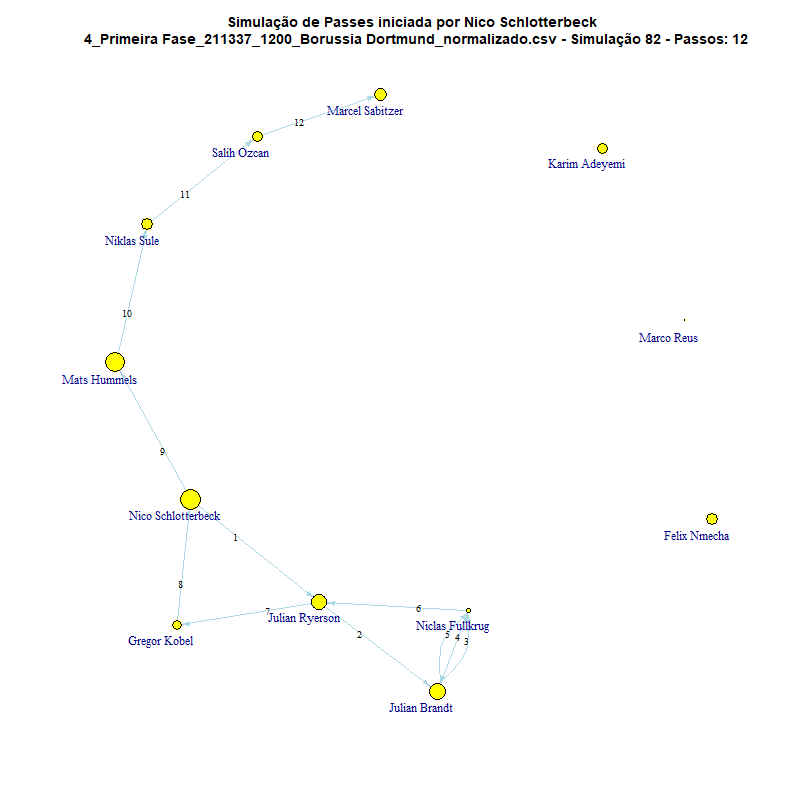 Simulação de Passes iniciada por Nico Schlotterbeck
4_Primeira Fase_211337_1200_Borussia Dortmund_normalizado.csv - Simulação 82 - Passos: 12
Marcel Sabitzer
12
Salih Ozcan
Karim Adeyemi
11
Niklas Sule
10
Marco Reus
Mats Hummels
9
Nico Schlotterbeck
1
Felix Nmecha
8
7
6
Julian Ryerson
Niclas Fullkrug
2
5
4
3
Gregor Kobel
Julian Brandt